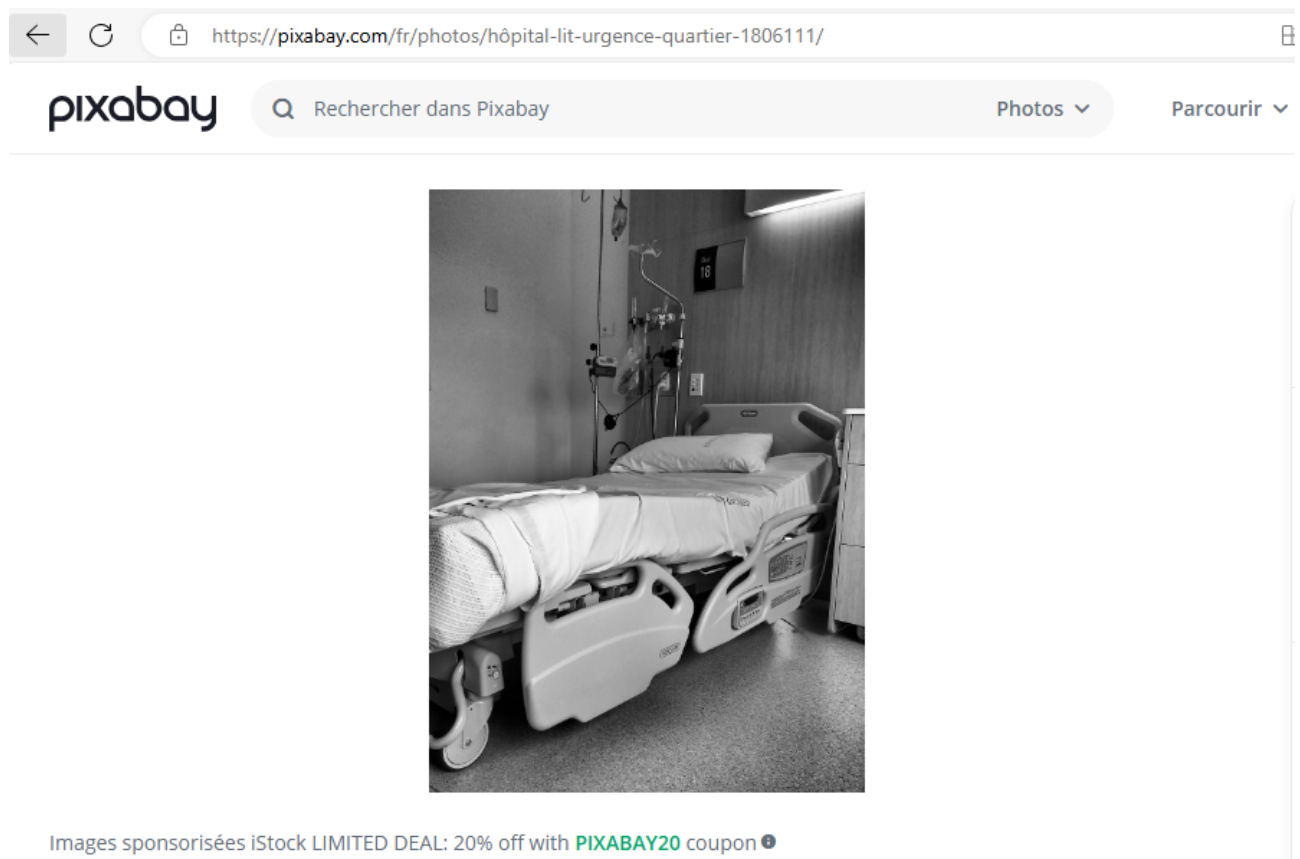 https://pixabay.com/fr/photos/hôpital-lit-urgence-quartier-1806111/
pixabay
Rechercher dans Pixabay
Photos
Parcourir
18
Images sponsorisées iStock LIMITED DEAL: 20% off with PIXABAY20 coupon